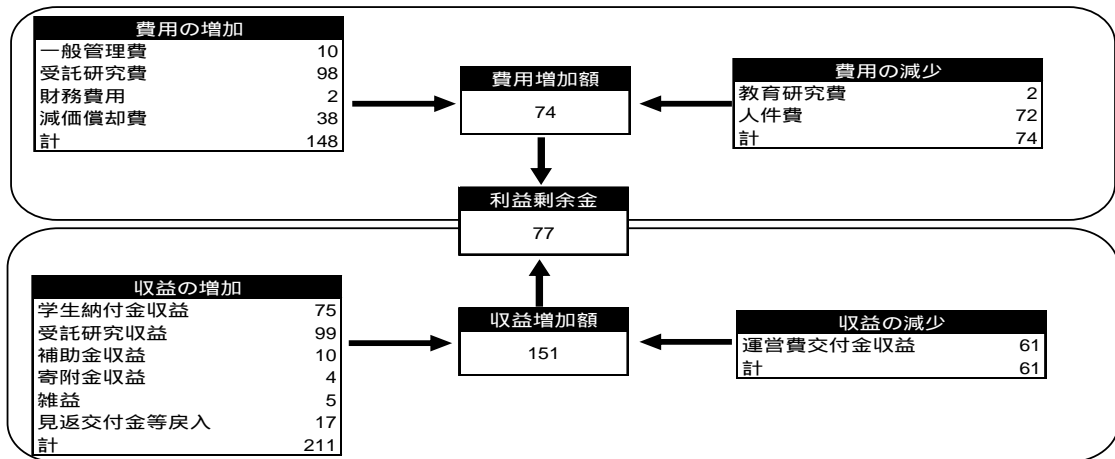 費用の増加
一般管理費 10
受託研究費 98
財務費用 2
減価償却費 38
計 148
費用増加額
74
費用の減少
教育研究費 2
人件費 72
計 74
利益剰余金
77
収益の増加
学生納付金収益 75
受託研究収益 99
補助金収益 10
寄附金収益 4
雑益 5
見返交付金等戻入 17
計 211
収益増加額
151
収益の減少
運営費交付金収益 61
計 61